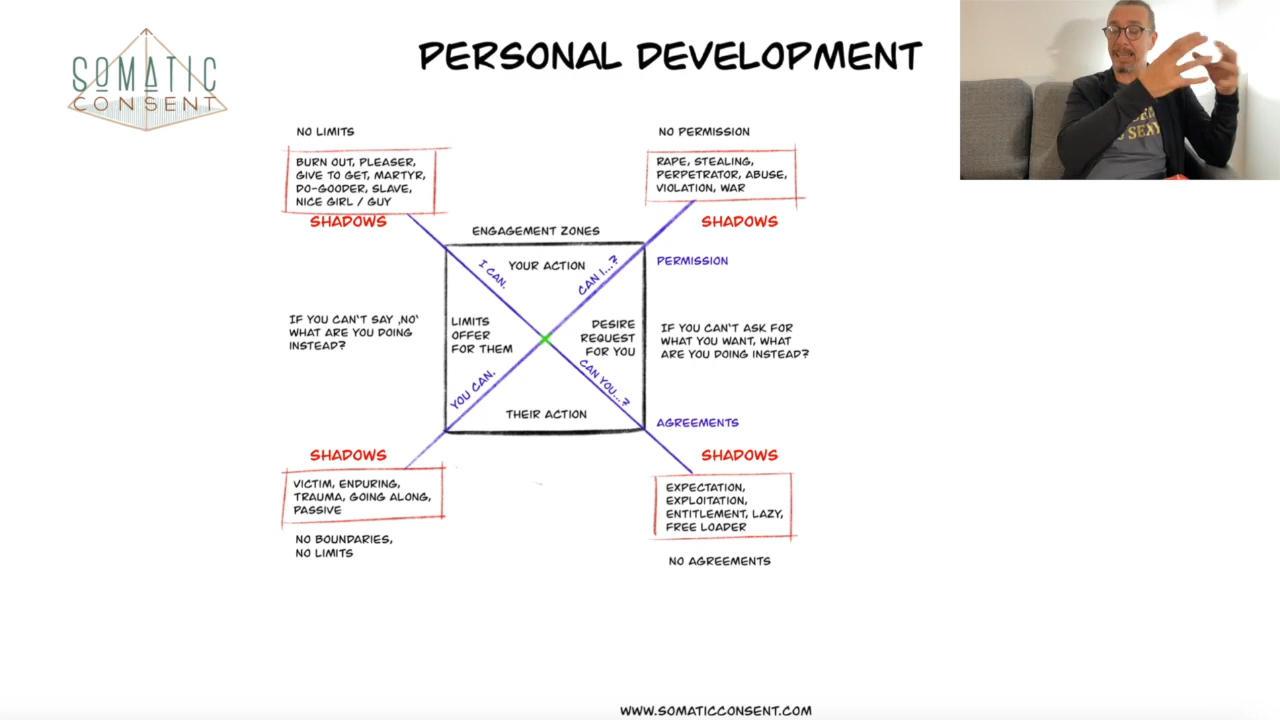 SOMATIC
CONSENT
PERSONAL DEVELOPMENT
NO LIMITS
BURN OUT, PLEASER,
GIVE TO GET, MARTYR,
DO-GOODER, SLAVE,
NICE GIRL / GUY
SHADOWS
NO PERMISSION
RAPE, STEALING,
PERPETRATOR, ABUSE,
VIOLATION, WAR
SHADOWS
ENGAGEMENT ZONES
YOUR ACTION
I CAN.
CAN I...?
PERMISSION
IF YOU CAN'T SAY ‚NO'
WHAT ARE YOU DOING
INSTEAD?
LIMITS
OFFER
FOR THEM
DESIRE
REQUEST
FOR YOU
IF YOU CAN'T ASK FOR
WHAT YOU WANT, WHAT
ARE YOU DOING INSTEAD?
YOU CAN.
CAN YOU...?
THEIR ACTION
AGREEMENTS
SHADOWS
VICTIM, ENDURING,
TRAUMA, GOING ALONG,
PASSIVE
NO BOUNDARIES,
NO LIMITS
SHADOWS
EXPECTATION,
EXPLOITATION,
ENTITLEMENT, LAZY,
FREE LOADER
NO AGREEMENTS
WWW.SOMATICCONSENT.COM